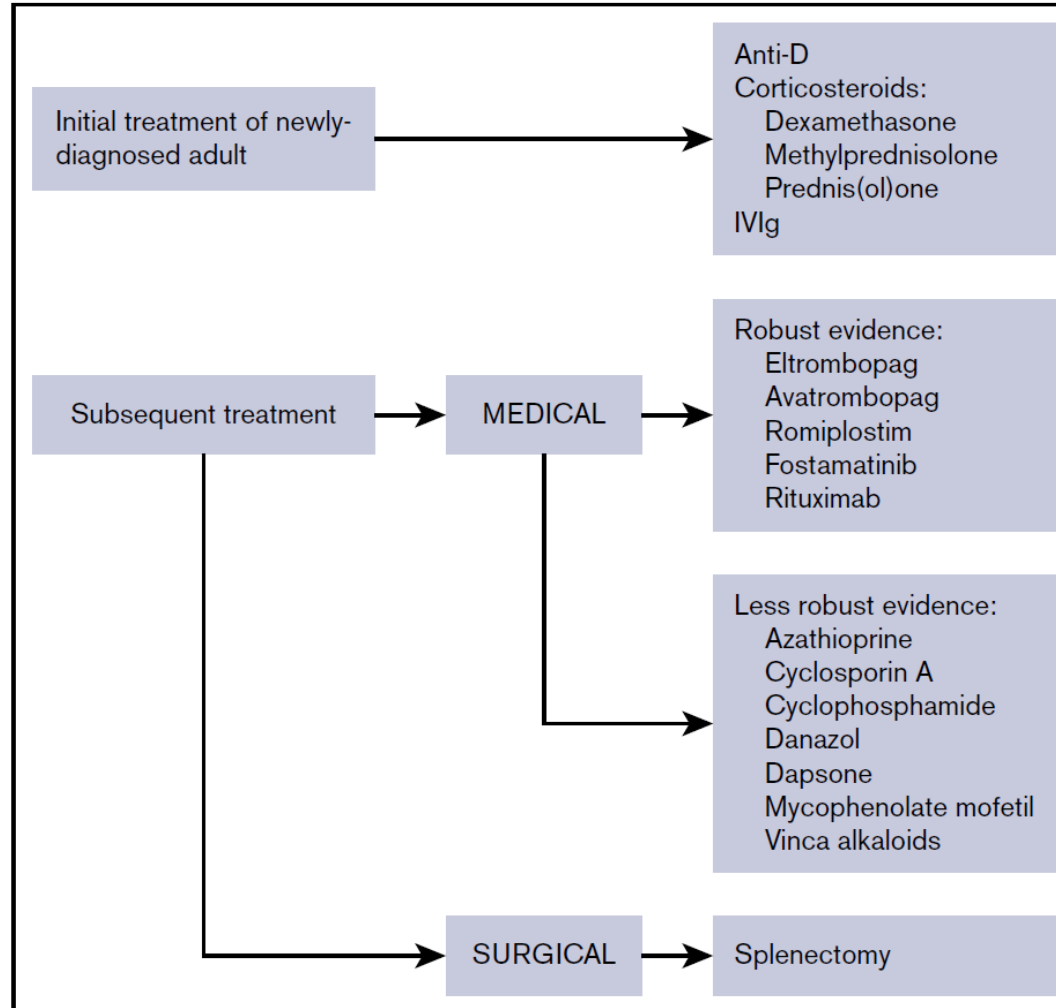 Initial treatment of newly-
diagnosed adult
Anti-D
Corticosteroids:
Dexamethasone
Methylprednisolone
Prednis(ol)one
IVIg
Subsequent treatment
MEDICAL
Robust evidence:
Eltrombopag
Avatrombopag
Romiplostim
Fostamatinib
Rituximab
Less robust evidence:
Azathioprine
Cyclosporin A
Cyclophosphamide
Danazol
Dapsone
Mycophenolate mofetil
Vinca alkaloids
SURGICAL
Splenectomy